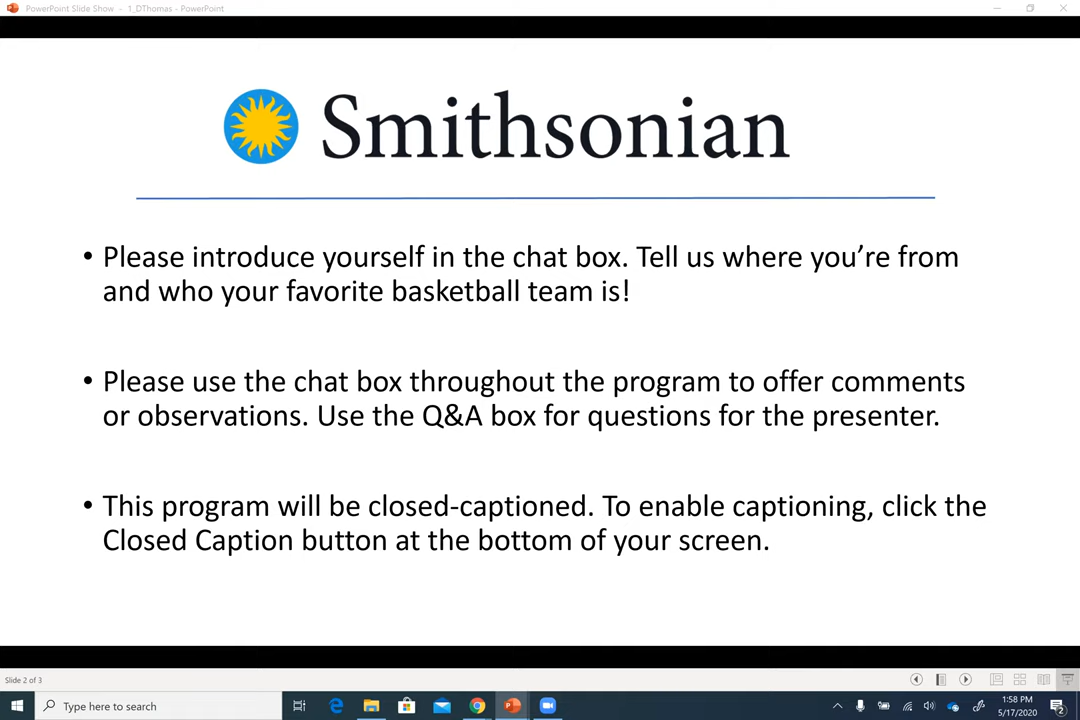 PowerPoint Slide Show - 1_DThomas - PowerPoint
Smithsonian
• Please introduce yourself in the chat box. Tell us where you’re from
and who your favorite basketball team is!
• Please use the chat box throughout the program to offer comments
or observations. Use the Q&A box for questions for the presenter.
• This program will be closed-captioned. To enable captioning, click the
Closed Caption button at the bottom of your screen.
Slide 2 of 3
Type here to search
1:58 PM
5/17/2020
2